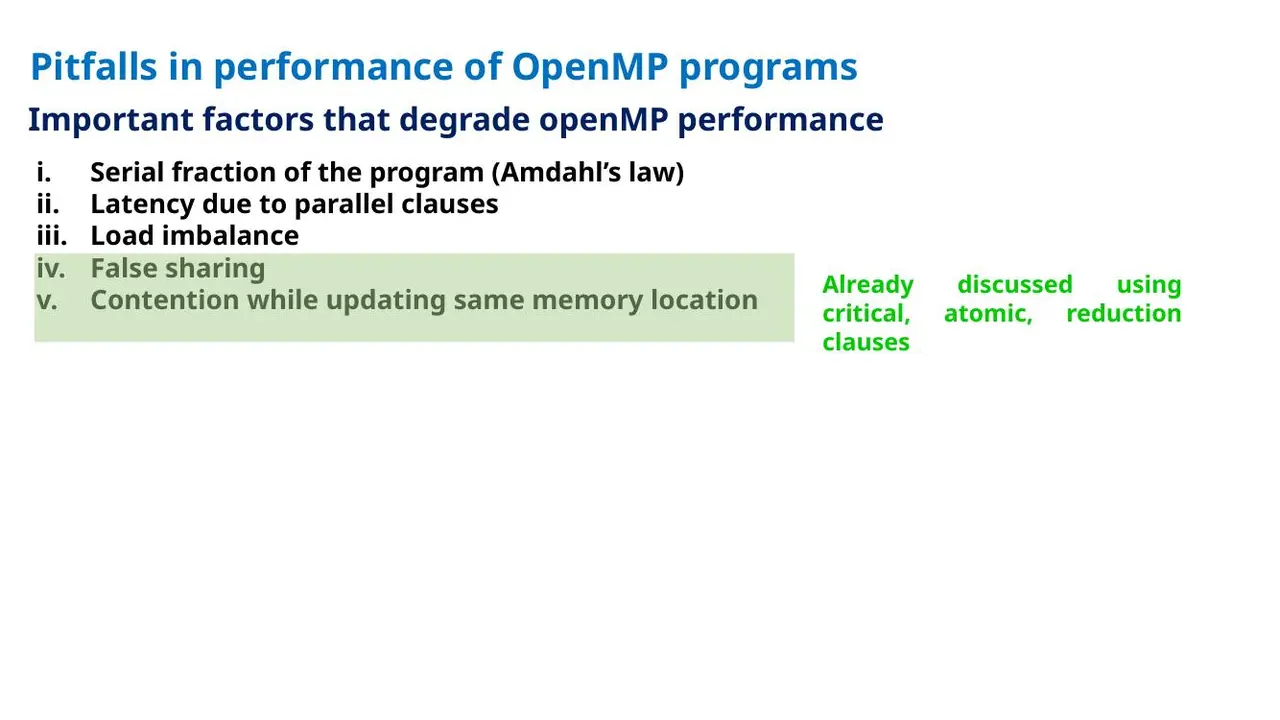 Pitfalls in performance of OpenMP programs
Important factors that degrade openMP performance
i. Serial fraction of the program (Amdahl’s law)
ii. Latency due to parallel clauses
iii. Load imbalance
iv. False sharing
v. Contention while updating same memory location
Already discussed using
critical, atomic, reduction
clauses